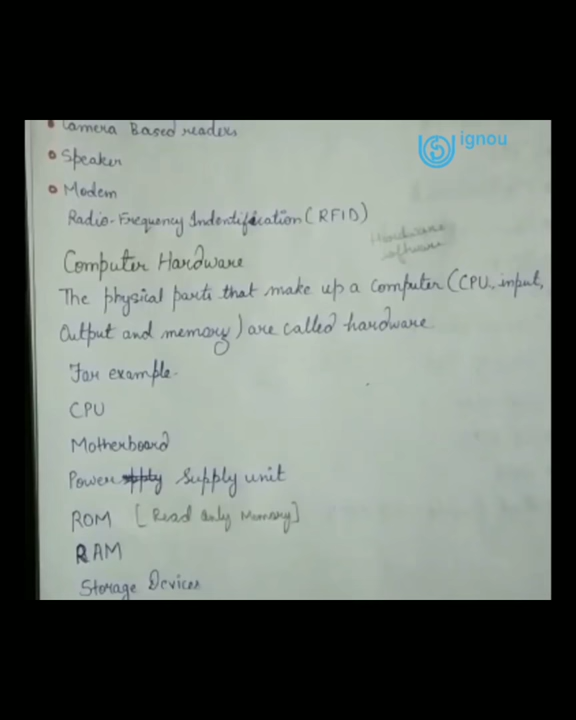 Camera Based readers
ignou
Speaker
Modem
Radio-Frequency Indentification (RFID)
Hardware
software
Computer Hardware
The physical parts that make up a computer (CPU, input,
Output and memory) are called hardware
For example-
CPU
Motherboard
Power supply unit
ROM [Read Only Memory]
RAM
Storage Devices